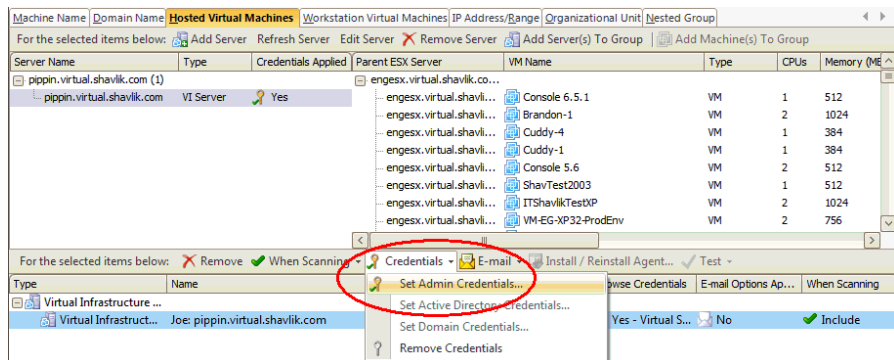 Machine Name Domain Name Hosted Virtual Machines Workstation Virtual Machines IP Address/Range Organizational Unit Nested Group
For the selected items below: Add Server Refresh Server Edit Server Remove Server Add Server(s) To Group Add Machine(s) To Group
Server Name Type Credentials Applied Parent ESX Server VM Name Type CPUs Memory (ME
pippin.virtual.shavlik.com (1) engesx.virtual.shavlik.co...
pippin.virtual.shavlik.com VI Server Yes engesx.virtual.shavli... Console 6.5.1 VM 1 512
engesx.virtual.shavli... Brandon-1 VM 2 1024
engesx.virtual.shavli... Cuddy-4 VM 1 384
engesx.virtual.shavli... Cuddy-1 VM 1 384
engesx.virtual.shavli... Console 5.6 VM 2 512
engesx.virtual.shavli... ShavTest2003 VM 1 512
engesx.virtual.shavli... ITShavlikTestXP VM 2 1024
engesx.virtual.shavli... VM-EG-XP32-ProdEnv VM 2 756
For the selected items below: Remove When Scanning Credentials E-mail Install / Reinstall Agent... Test
Type Name Set Admin Credentials... owse Credentials E-mail Options Ap... When Scanning
Virtual Infrastructure ... Set Active Directory Credentials...
Virtual Infrastruct... Joe: pippin.virtual.shavlik.com Set Domain Credentials... Yes - Virtual S... No Include
Remove Credentials